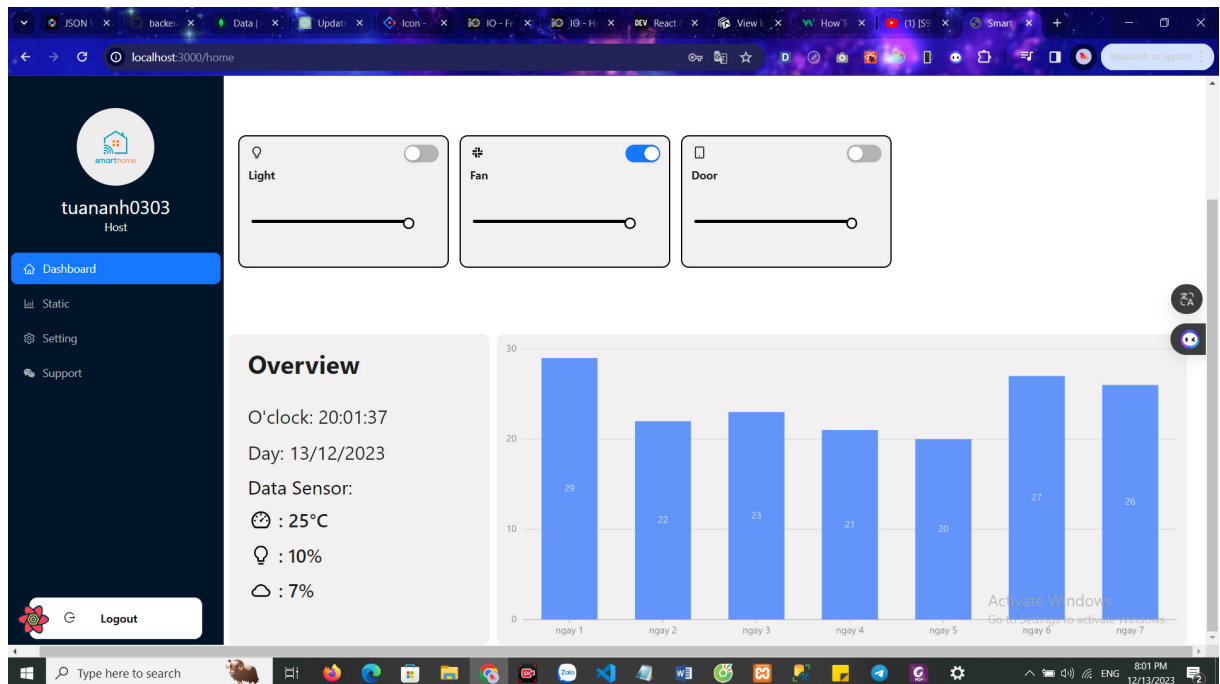 JSON \
backen
Data |
Updat
Icon -
IO - Fe
IO - H
DEV React
View l
How T
(1) [S9
Smart
localhost:3000/home
Relaunch to update
smarthome
tuananh0303
Host
Dashboard
Static
Setting
Support
Logout
Light
Fan
Door
Overview
O'clock: 20:01:37
Day: 13/12/2023
Data Sensor:
: 25°C
: 10%
: 7%
30
20
10
0
29
22
23
21
20
27
26
ngay 1
ngay 2
ngay 3
ngay 4
ngay 5
ngay 6
ngay 7
Activate Windows
Go to Settings to activate Windows.
Type here to search
Zalo
ENG
8:01 PM
12/13/2023
2